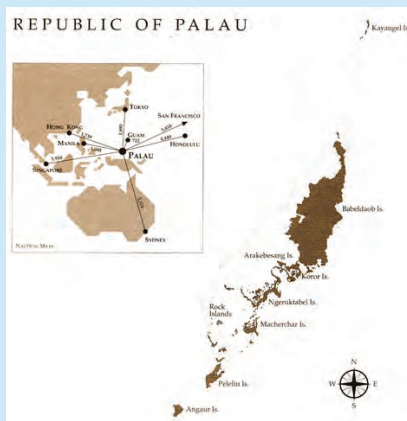 REPUBLIC OF PALAU
Kayangel Is.
TOKYO
SAN FRANCISCO
HONG KONG
GUAM
722
HONOLULU
MANILA
PALAU
SINGAPORE
SYDNEY
NAUTICAL MILES
Babeldaob Is.
Arakebesang Is.
Koror Is.
Ngeruktabel Is.
Rock
Islands
Macherchar Is.
Peleliu Is.
Angaur Is.
N
W
E
S